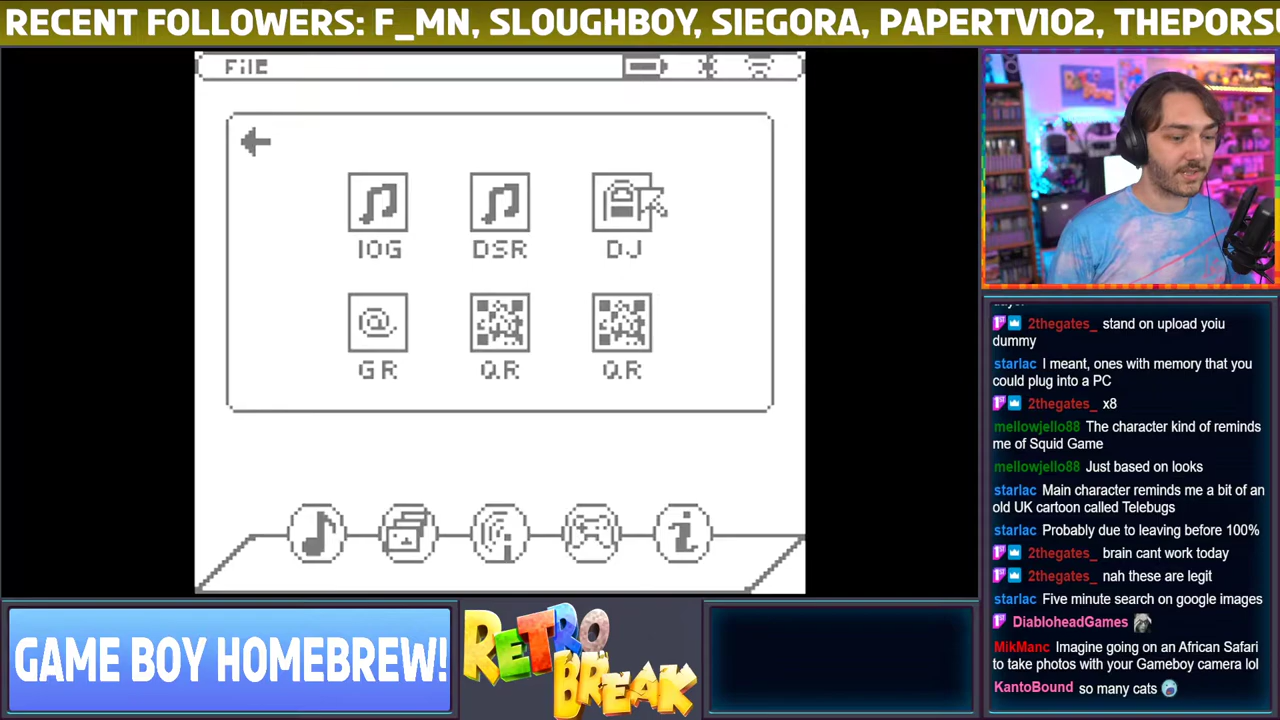 RECENT FOLLOWERS: F_MN, SLOUGHBOY, SIEGORA, PAPERTV102, THEPORS
FILE
10G
DSR
DJ
GR
QR
QR
2thegates_ stand on upload yoiu
dummy
starlac I meant, ones with memory that you
could plug into a PC
2thegates_ x8
mellowjello88 The character kind of reminds
me of Squid Game
mellowjello88 Just based on looks
starlac Main character reminds me a bit of an
old UK cartoon called Telebugs
starlac Probably due to leaving before 100%
2thegates_ brain cant work today
2thegates_ nah these are legit
starlac Five minute search on google images
DiabloheadGames
MikManc Imagine going on an African Safari
to take photos with your Gameboy camera lol
KantoBound so many cats
GAME BOY HOMEBREW!
RETRO
BREAK